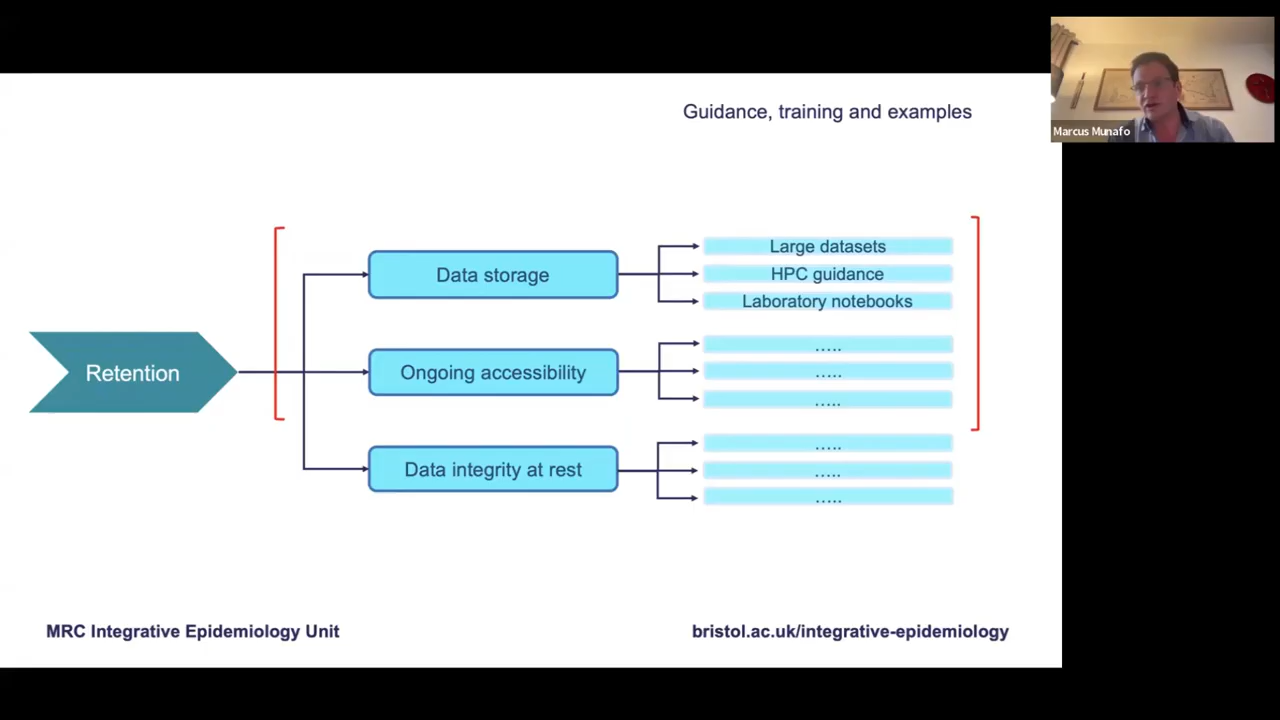 Guidance, training and examples
Marcus Munafo
Retention
Data storage
Large datasets
HPC guidance
Laboratory notebooks
Ongoing accessibility
…..
…..
…..
Data integrity at rest
…..
…..
…..
MRC Integrative Epidemiology Unit
bristol.ac.uk/integrative-epidemiology